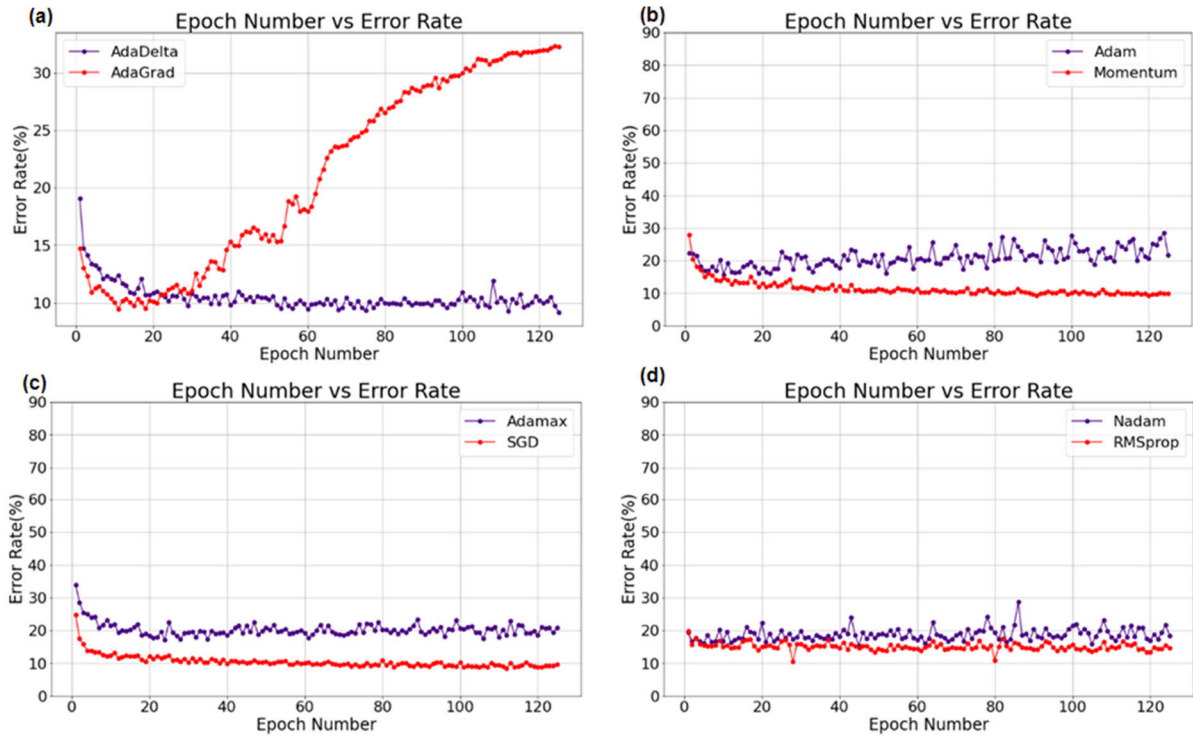 (a)
Epoch Number vs Error Rate
AdaDelta
AdaGrad
Error Rate(%)
30
25
20
15
10
0 20 40 60 80 100 120
Epoch Number
(b)
Epoch Number vs Error Rate
Adam
Momentum
Error Rate(%)
90
80
70
60
50
40
30
20
10
0
0 20 40 60 80 100 120
Epoch Number
(c)
Epoch Number vs Error Rate
Adamax
SGD
Error Rate(%)
90
80
70
60
50
40
30
20
10
0
0 20 40 60 80 100 120
Epoch Number
(d)
Epoch Number vs Error Rate
Nadam
RMSprop
Error Rate(%)
90
80
70
60
50
40
30
20
10
0
0 20 40 60 80 100 120
Epoch Number